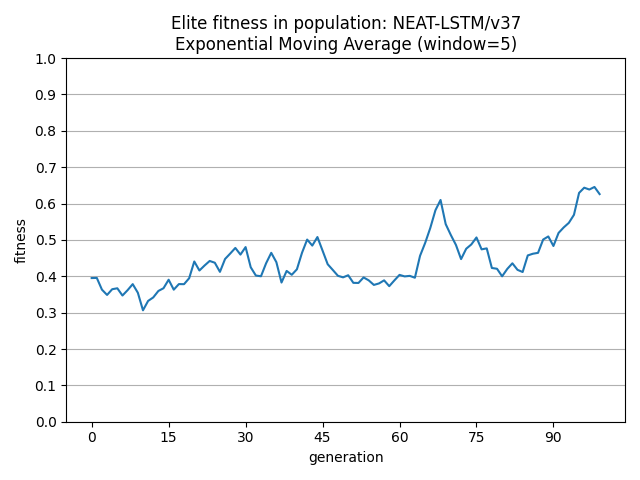 Elite fitness in population: NEAT-LSTM/v37
Exponential Moving Average (window=5)
1.0
0.9
0.8
0.7
0.6
0.5
0.4
0.3
0.2
0.1
0.0
fitness
0 15 30 45 60 75 90
generation